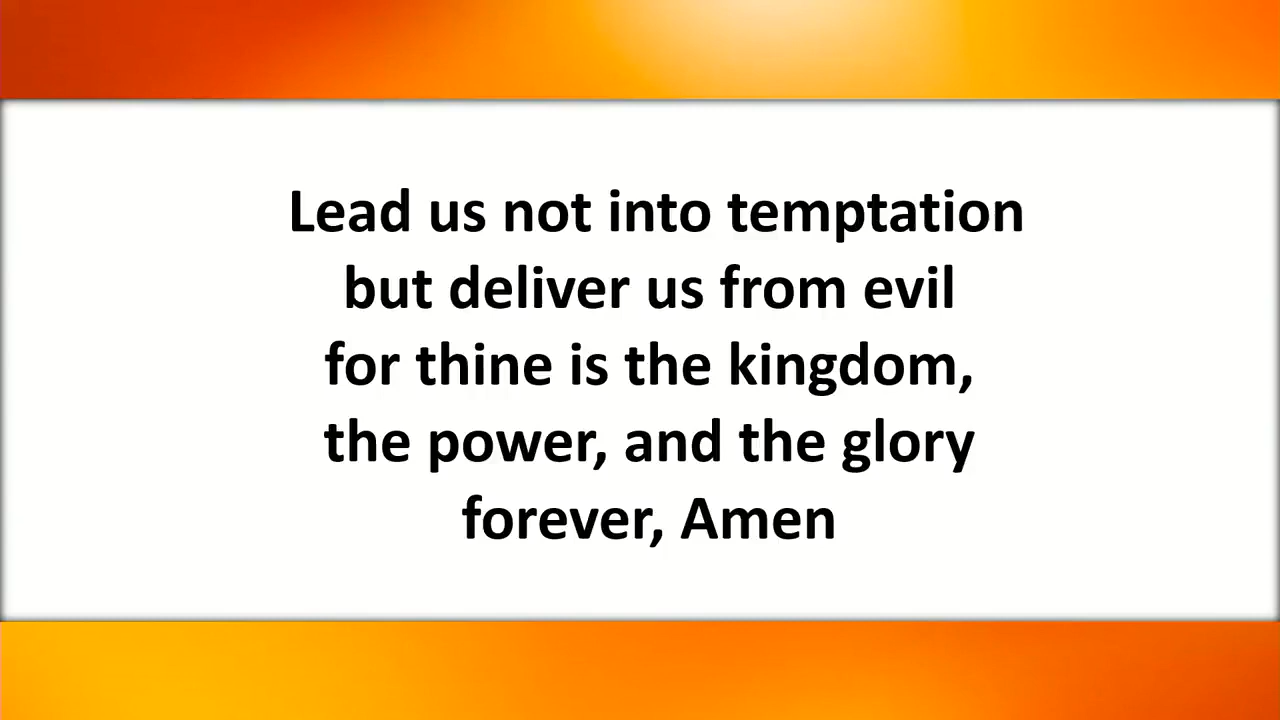 Lead us not into temptation
but deliver us from evil
for thine is the kingdom,
the power, and the glory
forever, Amen